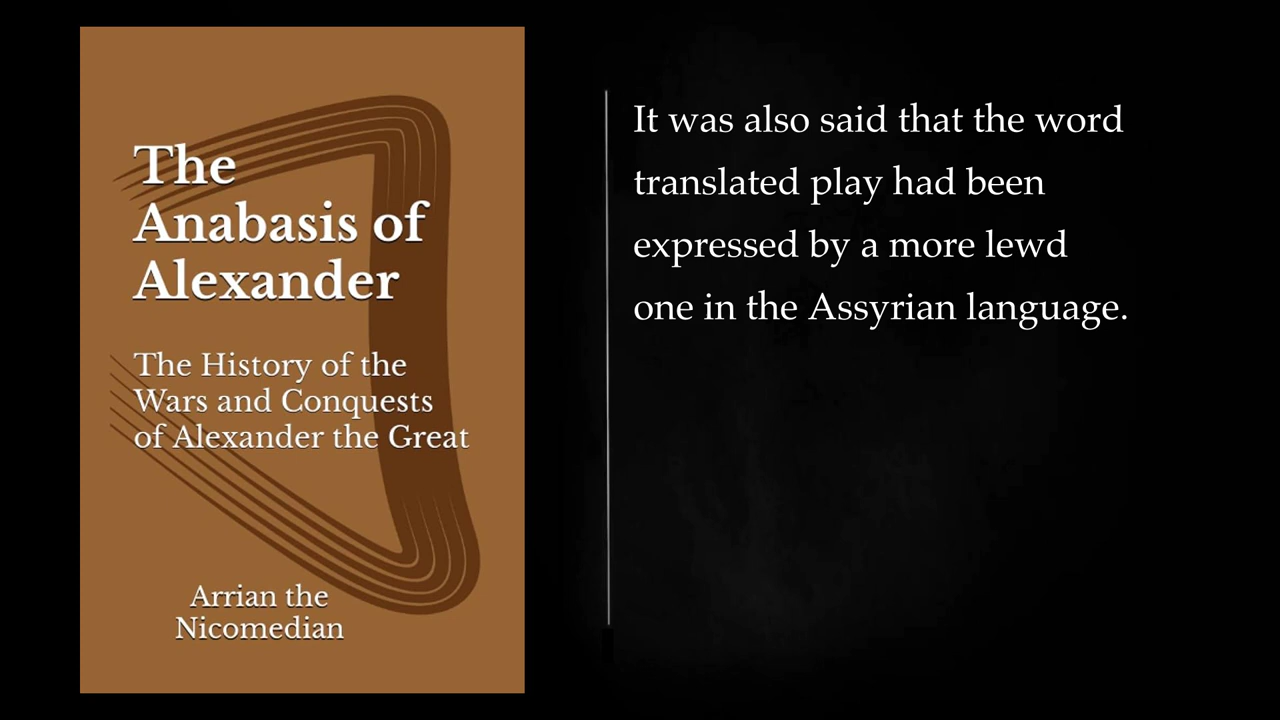 The
Anabasis of
Alexander
The History of the
Wars and Conquests
of Alexander the Great
Arrian the
Nicomedian
It was also said that the word
translated play had been
expressed by a more lewd
one in the Assyrian language.